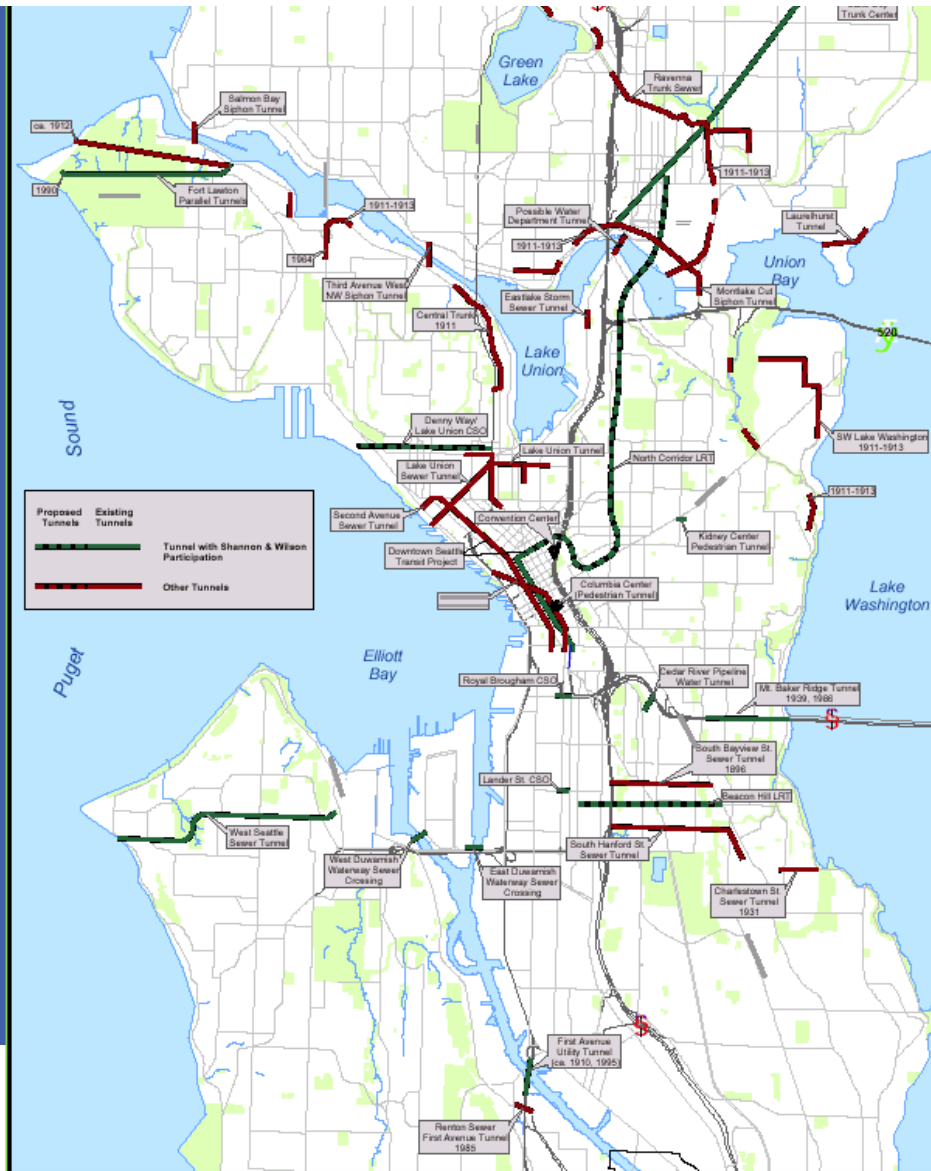 Trunk Center
Green
Lake
Ravenna
Trunk Sewer
Salmon Bay
Siphon Tunnel
ca. 1912
1990
Fort Lawton
Parallel Tunnels
1911-1913
1964
1911-1913
Possible Water
Department Tunnel
1911-1913
Laurelhurst
Tunnel
Union
Bay
Third Avenue West
NW Siphon Tunnel
Eastlake Storm
Sewer Tunnel
Montlake Cut
Siphon Tunnel
Central Trunk
1911
520
Lake
Union
Sound
Denny Way/
Lake Union CSO
Lake Union Tunnel
SW Lake Washington
1911-1913
Lake Union
Sewer Tunnel
North Corridor LRT
1911-1913
Second Avenue
Sewer Tunnel
Convention Center
Kidney Center
Pedestrian Tunnel
Proposed Tunnels
Existing Tunnels
Tunnel with Shannon & Wilson
Participation
Other Tunnels
Downtown Seattle
Transit Project
Columbia Center
(Pedestrian Tunnel)
Lake
Washington
Puget
Elliott
Bay
Royal Brougham CSO
Cedar River Pipeline
Water Tunnel
Mt. Baker Ridge Tunnel
1939, 1986
South Bayview St.
Sewer Tunnel
1896
Lander St. CSO
Beacon Hill LRT
West Seattle
Sewer Tunnel
South Hanford St.
Sewer Tunnel
West Duwamish
Waterway Sewer
Crossing
East Duwamish
Waterway Sewer
Crossing
Charlestown St.
Sewer Tunnel
1931
First Avenue
Utility Tunnel
(ca. 1910, 1995)
Renton Sewer
First Avenue Tunnel
1985